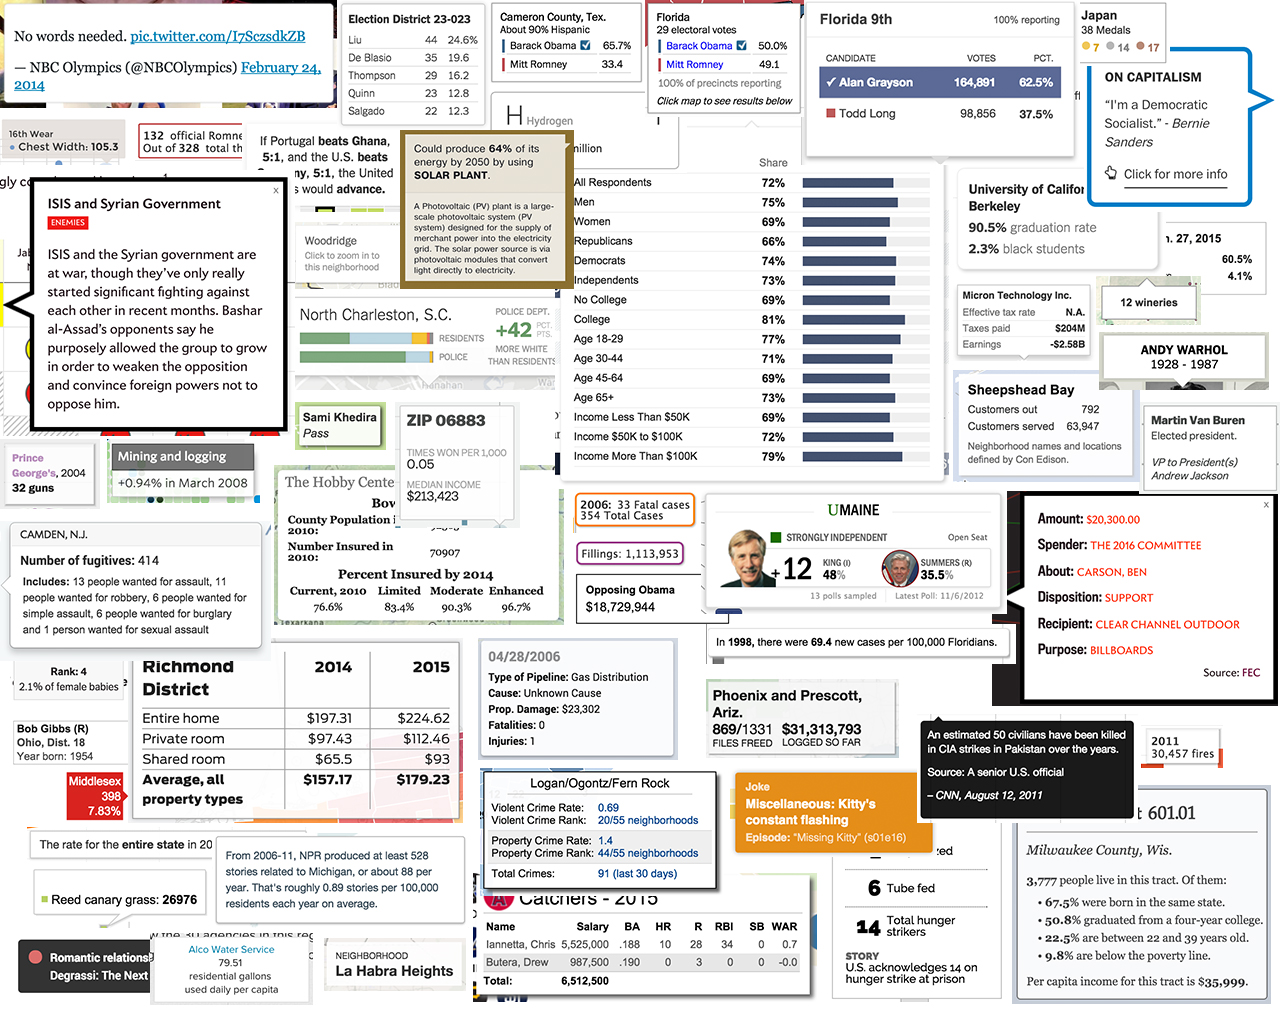 No words needed. pic.twitter.com/I7SczsdkZB
— NBC Olympics (@NBCOlympics) February 24,
2014
Election District 23-023
Liu 44 24.6%
De Blasio 35 19.6
Thompson 29 16.2
Quinn 23 12.8
Salgado 22 12.3
Cameron County, Tex.
About 90% Hispanic
Barack Obama 65.7%
Mitt Romney 33.4
Florida
29 electoral votes
Barack Obama 50.0%
Mitt Romney 49.1
100% of precincts reporting
Click map to see results below
Florida 9th 100% reporting
CANDIDATE VOTES PCT.
✓ Alan Grayson 164,891 62.5%
Todd Long 98,856 37.5%
Japan
38 Medals
7 14 17
ON CAPITALISM
"I'm a Democratic
Socialist." - Bernie
Sanders
Click for more info
16th Wear
Chest Width: 105.3
132 official Romne
Out of 328 total th
If Portugal beats Ghana,
5:1, and the U.S. beats
ny, 5:1, the United
s would advance.
H Hydrogen
million
Could produce 64% of its
energy by 2050 by using
SOLAR PLANT.
A Photovoltaic (PV) plant is a large-
scale photovoltaic system (PV
system) designed for the supply of
merchant power into the electricity
grid. The solar power source is via
photovoltaic modules that convert
light directly to electricity.
Share
All Respondents 72%
Men 75%
Women 69%
Republicans 66%
Democrats 74%
Independents 73%
No College 69%
College 81%
Age 18-29 77%
Age 30-44 71%
Age 45-64 69%
Age 65+ 73%
Income Less Than $50K 69%
Income $50K to $100K 72%
Income More Than $100K 79%
University of Califor
Berkeley
90.5% graduation rate
2.3% black students
n. 27, 2015
60.5%
4.1%
x
ISIS and Syrian Government
ENEMIES
ISIS and the Syrian government are
at war, though they've only really
started significant fighting against
each other in recent months. Bashar
al-Assad's opponents say he
purposely allowed the group to grow
in order to weaken the opposition
and convince foreign powers not to
oppose him.
Woodridge
Click to zoom in to
this neighborhood
North Charleston, S.C.
RESIDENTS
POLICE
POLICE DEPT.
+42 PCT. PTS.
MORE WHITE
THAN RESIDENTS
Micron Technology Inc.
Effective tax rate N.A.
Taxes paid $204M
Earnings -$2.58B
12 wineries
ANDY WARHOL
1928 - 1987
Sheepshead Bay
Customers out 792
Customers served 63,947
Neighborhood names and locations
defined by Con Edison.
Martin Van Buren
Elected president.
VP to President(s)
Andrew Jackson
Sami Khedira
Pass
ZIP 06883
TIMES WON PER 1,000
0.05
MEDIAN INCOME
$213,423
Prince
George's, 2004
32 guns
Mining and logging
+0.94% in March 2008
The Hobby Cente
Bow
County Population i
2010:
Number Insured in
2010: 70907
Percent Insured by 2014
Current, 2010 Limited Moderate Enhanced
76.6% 83.4% 90.3% 96.7%
2006: 33 Fatal cases
354 Total Cases
Fillings: 1,113,953
Opposing Obama
$18,729,944
UMAINE
STRONGLY INDEPENDENT Open Seat
+12 KING (I) 48% SUMMERS (R) 35.5%
13 polls sampled Latest Poll: 11/6/2012
In 1998, there were 69.4 new cases per 100,000 Floridians.
x
Amount: $20,300.00
Spender: THE 2016 COMMITTEE
About: CARSON, BEN
Disposition: SUPPORT
Recipient: CLEAR CHANNEL OUTDOOR
Purpose: BILLBOARDS
Source: FEC
CAMDEN, N.J.
Number of fugitives: 414
Includes: 13 people wanted for assault, 11
people wanted for robbery, 6 people wanted for
simple assault, 6 people wanted for burglary
and 1 person wanted for sexual assault
Rank: 4
2.1% of female babies
Richmond
District 2014 2015
Entire home $197.31 $224.62
Private room $97.43 $112.46
Shared room $65.5 $93
Average, all
property types $157.17 $179.23
04/28/2006
Type of Pipeline: Gas Distribution
Cause: Unknown Cause
Prop. Damage: $23,302
Fatalities: 0
Injuries: 1
Phoenix and Prescott,
Ariz.
869/1331 $31,313,793
FILES FREED LOGGED SO FAR
An estimated 50 civilians have been killed
in CIA strikes in Pakistan over the years.
Source: A senior U.S. official
– CNN, August 12, 2011
2011
30,457 fires
Bob Gibbs (R)
Ohio, Dist. 18
Year born: 1954
Middlesex
398
7.83%
Logan/Ogontz/Fern Rock
Violent Crime Rate: 0.69
Violent Crime Rank: 20/55 neighborhoods
Property Crime Rate: 1.4
Property Crime Rank: 44/55 neighborhoods
Total Crimes: 91 (last 30 days)
Joke
Miscellaneous: Kitty's
constant flashing
Episode: "Missing Kitty" (s01e16)
The rate for the entire state in 20
From 2006-11, NPR produced at least 528
stories related to Michigan, or about 88 per
year. That's roughly 0.89 stories per 100,000
residents each year on average.
Reed canary grass: 26976
Catchers - 2015
Name Salary BA HR R RBI SB WAR
Iannetta, Chris 5,525,000 .188 10 28 34 0 0.7
Butera, Drew 987,500 .190 0 3 0 0 -0.0
Total: 6,512,500
zed
6 Tube fed
14 Total hunger
strikers
STORY
U.S. acknowledges 14 on
hunger strike at prison
t 601.01
Milwaukee County, Wis.
3,777 people live in this tract. Of them:
• 67.5% were born in the same state.
• 50.8% graduated from a four-year college.
• 22.5% are between 22 and 39 years old.
• 9.8% are below the poverty line.
Per capita income for this tract is $35,999.
Romantic relations
Degrassi: The Next
Alco Water Service
79.51
residential gallons
used daily per capita
NEIGHBORHOOD
La Habra Heights